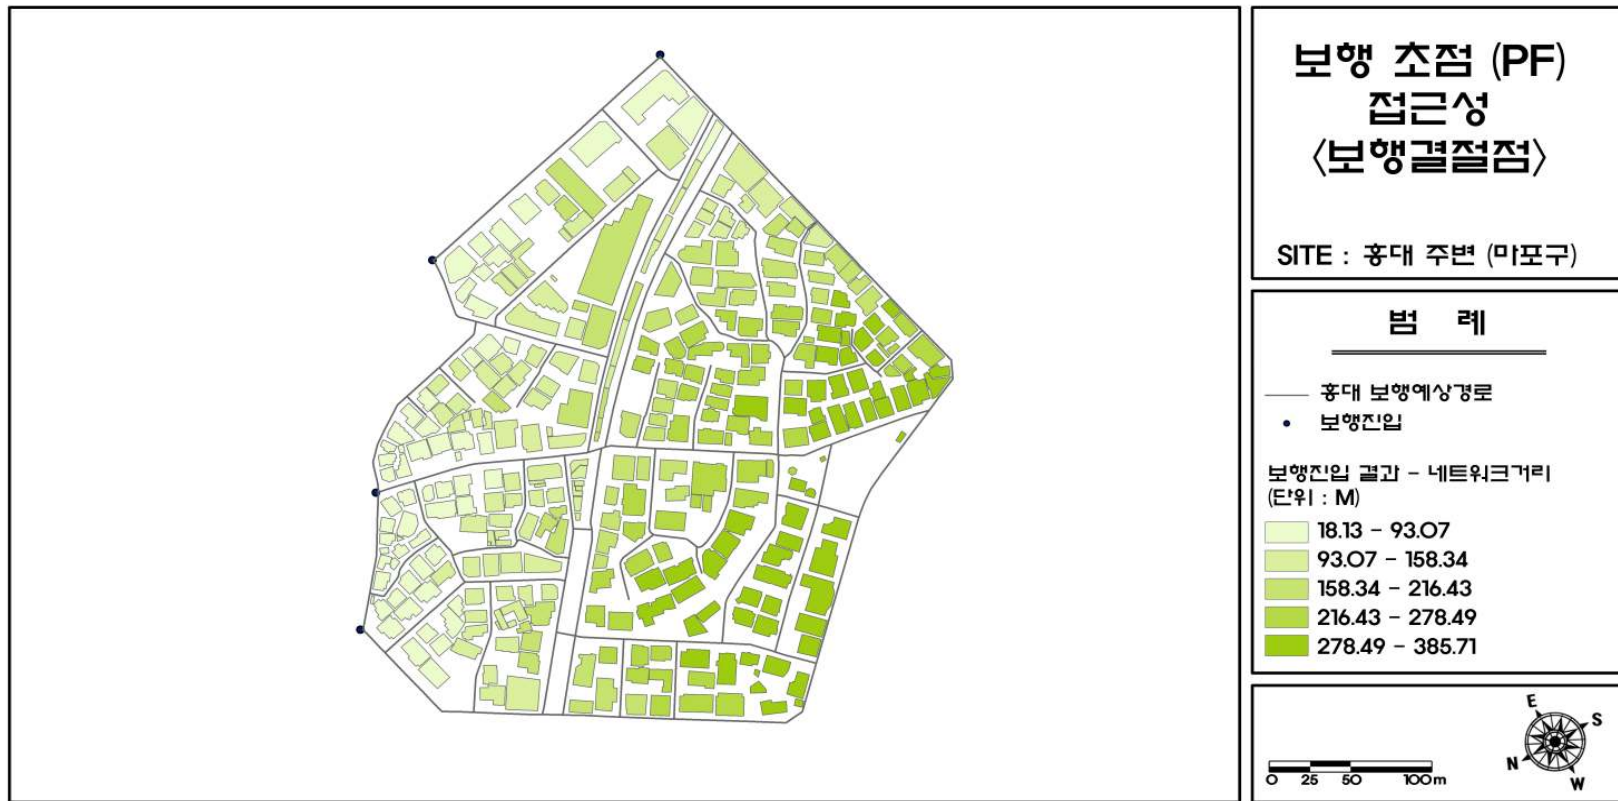 보행 초점 (PF)
접근성
<보행결절점>
SITE : 홍대 주변 (마포구)
범 례
홍대 보행예상경로
보행진입
보행진입 결과 - 네트워크거리
(단위 : M)
18.13 - 93.07
93.07 - 158.34
158.34 - 216.43
216.43 - 278.49
278.49 - 385.71
E
S
N
W
0 25 50 100m